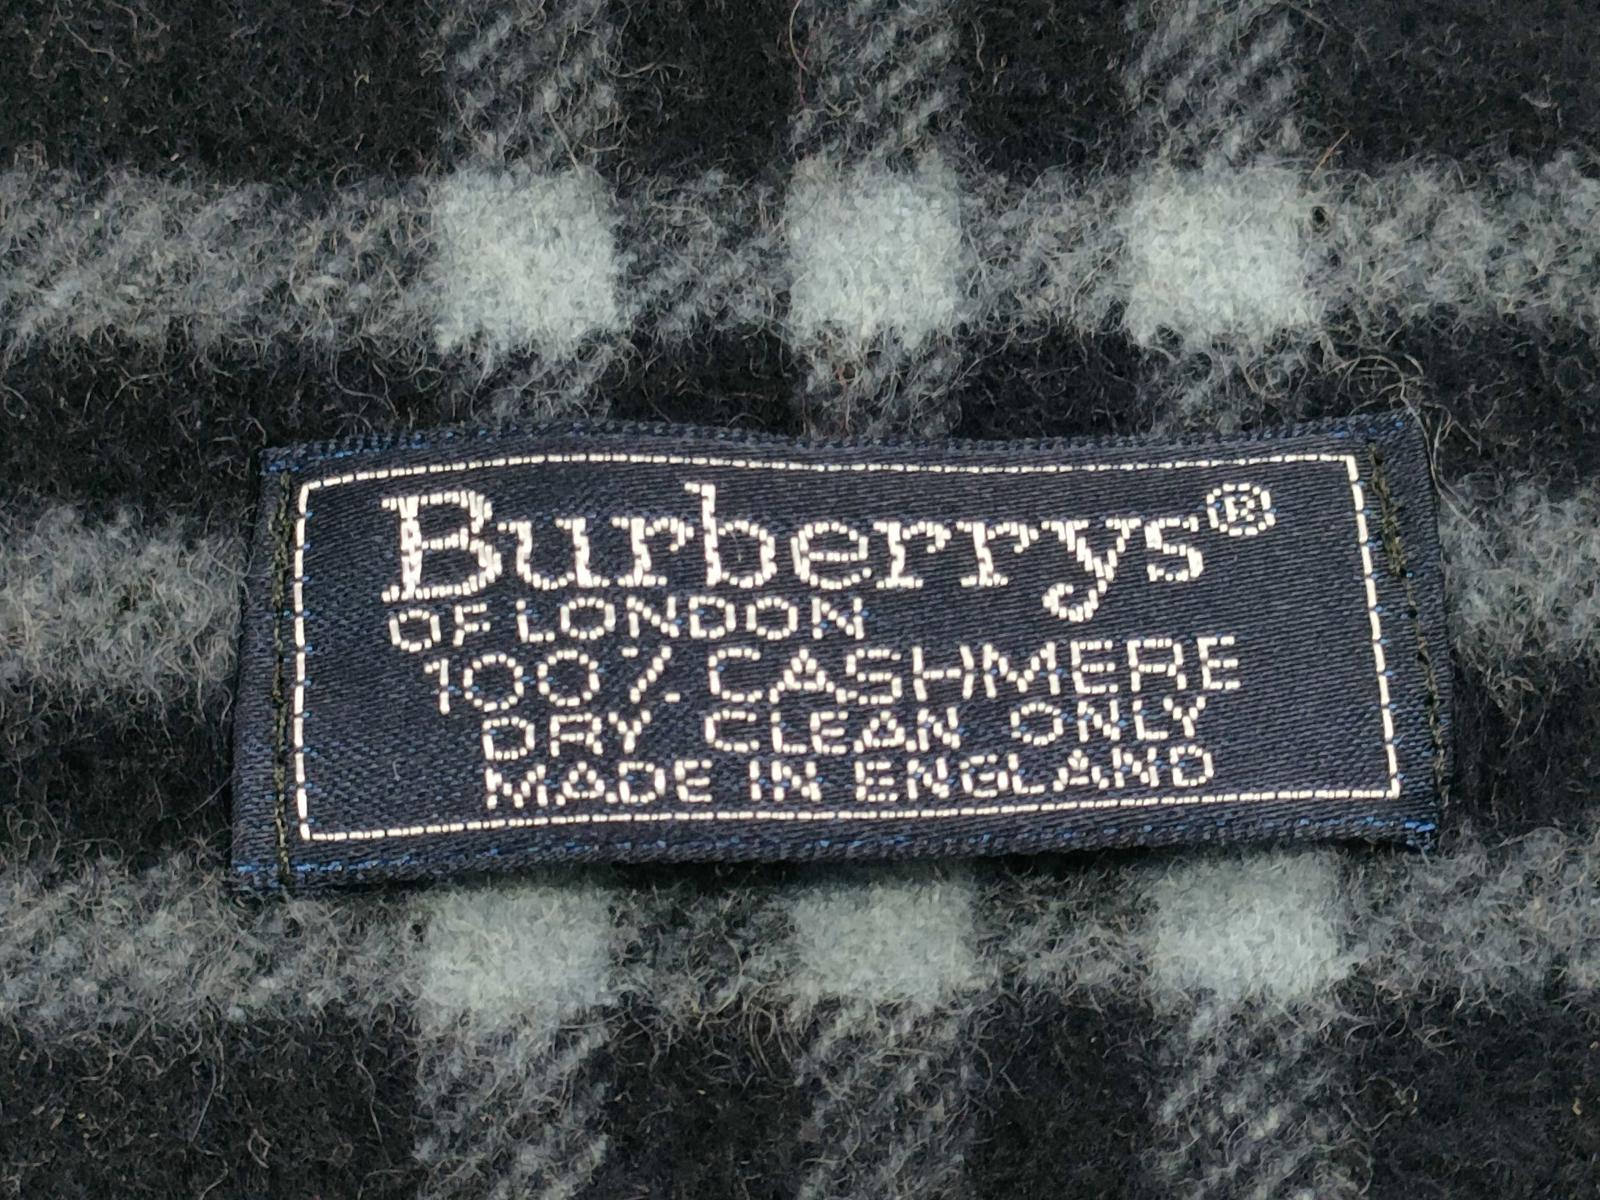 Burberrys®
OF LONDON
100% CASHMERE
DRY CLEAN ONLY
MADE IN ENGLAND